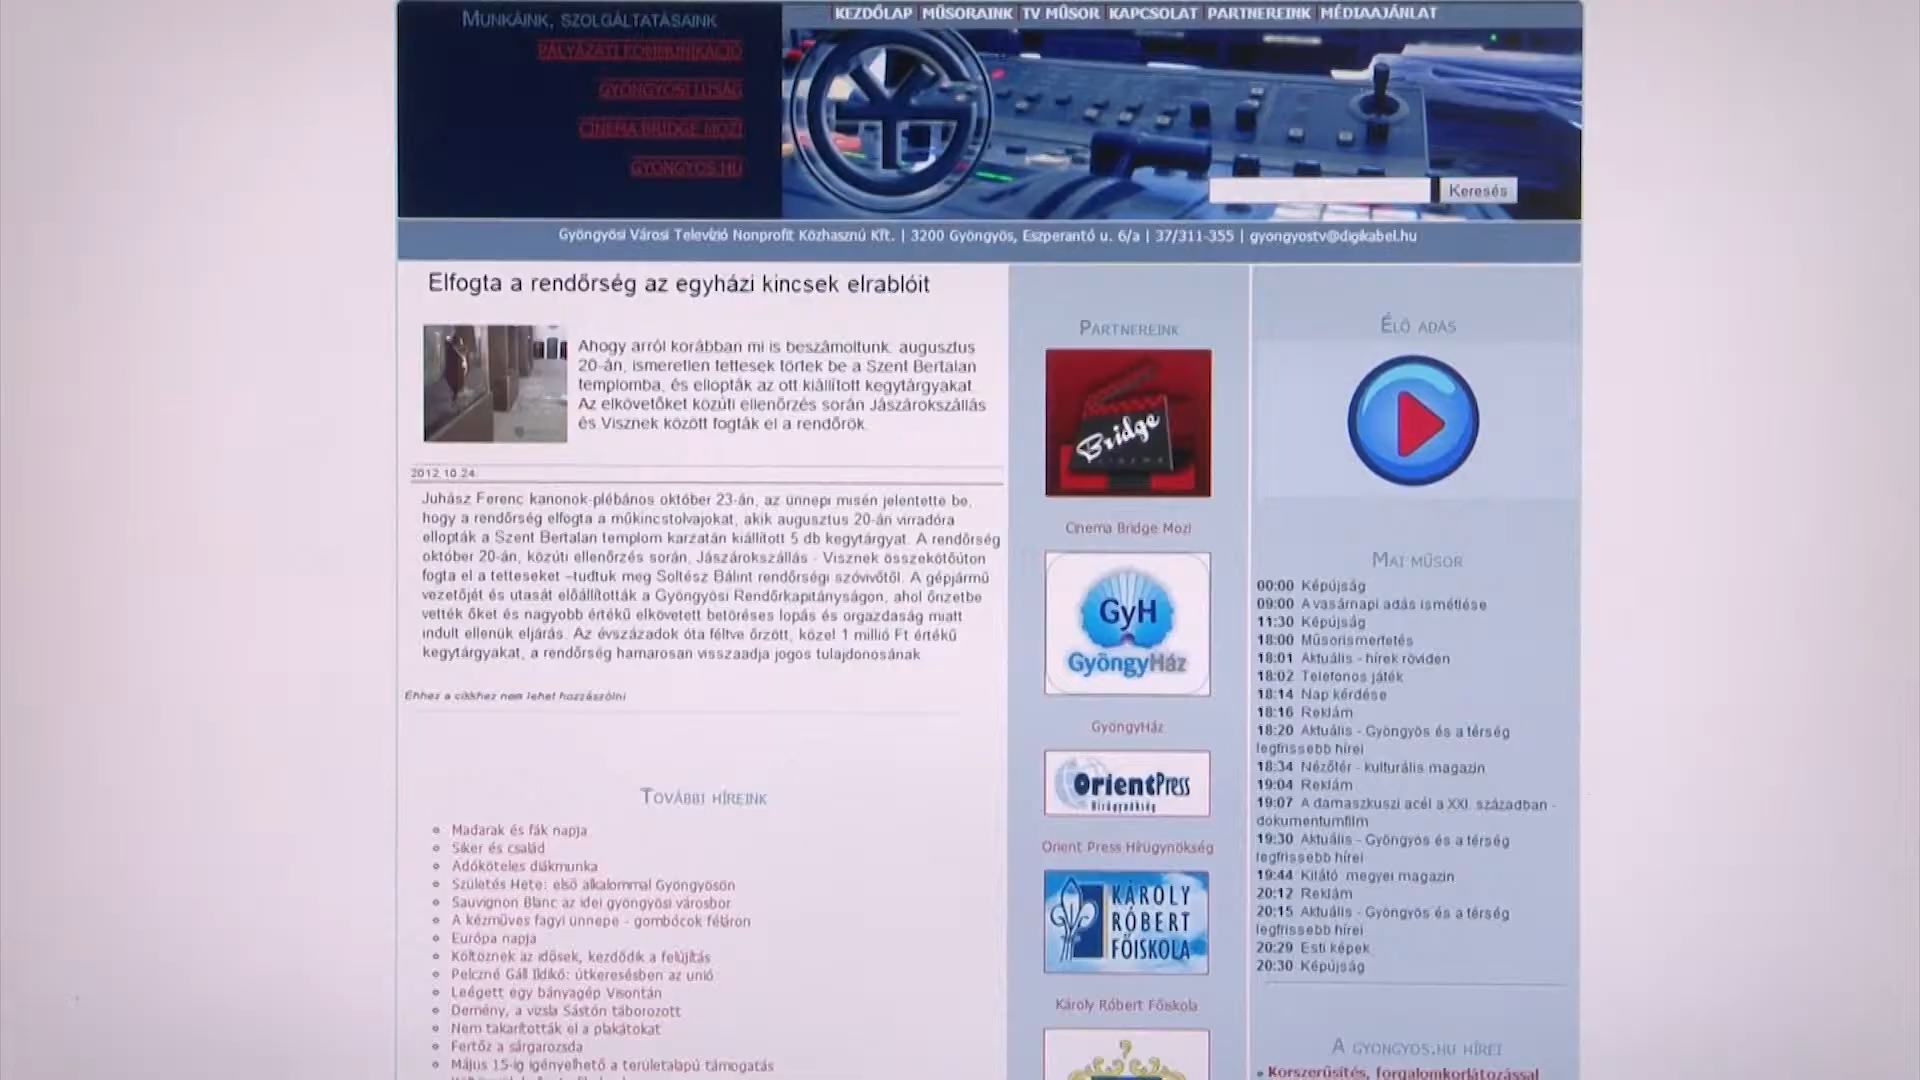 MUNKÁINK, SZOLGÁLTATÁSAINK
PÁLYÁZATI KOMMUNIKÁCIÓ
GYÖNGYÖSI ÚJSÁG
CINEMA BRIDGE MOZI
GYONGYOS.HU
KEZDŐLAP MŰSORAINK TV MŰSOR KAPCSOLAT PARTNEREINK MÉDIAAJÁNLAT
Keresés
Gyöngyösi Városi Televízió Nonprofit Közhasznú Kft. | 3200 Gyöngyös, Eszperantó u. 6/a | 37/311-355 | gyongyostv@digikabel.hu
Elfogta a rendőrség az egyházi kincsek elrablóit
Ahogy arról korábban mi is beszámoltunk, augusztus
20-án, ismeretlen tettesek törtek be a Szent Bertalan
templomba, és ellopták az ott kiállított kegytárgyakat.
Az elkövetőket közúti ellenőrzés során Jászárokszállás
és Visznek között fogták el a rendőrök.
2012.10.24.
Juhász Ferenc kanonok-plébános október 23-án, az ünnepi misén jelentette be,
hogy a rendőrség elfogta a műkincstolvajokat, akik augusztus 20-án virradóra
ellopták a Szent Bertalan templom karzatán kiállított 5 db kegytárgyat. A rendőrség
október 20-án, közúti ellenőrzés során, Jászárokszállás - Visznek összekötőúton
fogta el a tetteseket –tudtuk meg Soltész Bálint rendőrségi szóvivőtől. A gépjármű
vezetőjét és utasát előállították a Gyöngyösi Rendőrkapitányságon, ahol őrizetbe
vették őket és nagyobb értékű elkövetett betöréses lopás és orgazdaság miatt
indult ellenük eljárás. Az évszázadok óta féltve őrzött, közel 1 millió Ft értékű
kegytárgyakat, a rendőrség hamarosan visszaadja jogos tulajdonosának
Ehhez a cikkhez nem lehet hozzászólni
TOVÁBBI HÍREINK
Madarak és fák napja
Siker és család
Adóköteles diákmunka
Születés Hete: első alkalommal Gyöngyösön
Sauvignon Blanc az idei gyöngyösi városbor
A kézműves fagyi ünnepe - gombócok féláron
Európa napja
Költöznek az idősek, kezdődik a felújítás
Pelczné Gáll Ildikó: útkeresésben az unió
Leégett egy bányagép Visontán
Demény, a vizsla Sástón táborozott
Nem takarították el a plakátokat
Fertőz a sárgarozsda
Május 15-ig igényelhető a területalapú támogatás
PARTNEREINK
Bridge
CINEMA
Cinema Bridge Mozi
GyH
GyöngyHáz
GyöngyHáz
OrientPress
Hírügynökség
Orient Press Hírügynökség
KÁROLY
RÓBERT
FŐISKOLA
Károly Róbert Főiskola
ÉLŐ ADÁS
MAI MŰSOR
00:00 Képújság
09:00 A vasárnapi adás ismétlése
11:30 Képújság
18:00 Műsorismertetés
18:01 Aktuális - hírek röviden
18:02 Telefonos játék
18:14 Nap kérdése
18:16 Reklám
18:20 Aktuális - Gyöngyös és a térség
legfrissebb hírei
18:34 Nézőtér - kulturális magazin
19:04 Reklám
19:07 A damaszkuszi acél a XXI. században -
dokumentumfilm
19:30 Aktuális - Gyöngyös és a térség
legfrissebb hírei
19:44 Kilátó megyei magazin
20:12 Reklám
20:15 Aktuális - Gyöngyös és a térség
legfrissebb hírei
20:29 Esti képek
20:30 Képújság
A GYONGYOS.HU HÍREI
Korszerűsítés, forgalomkorlátozással